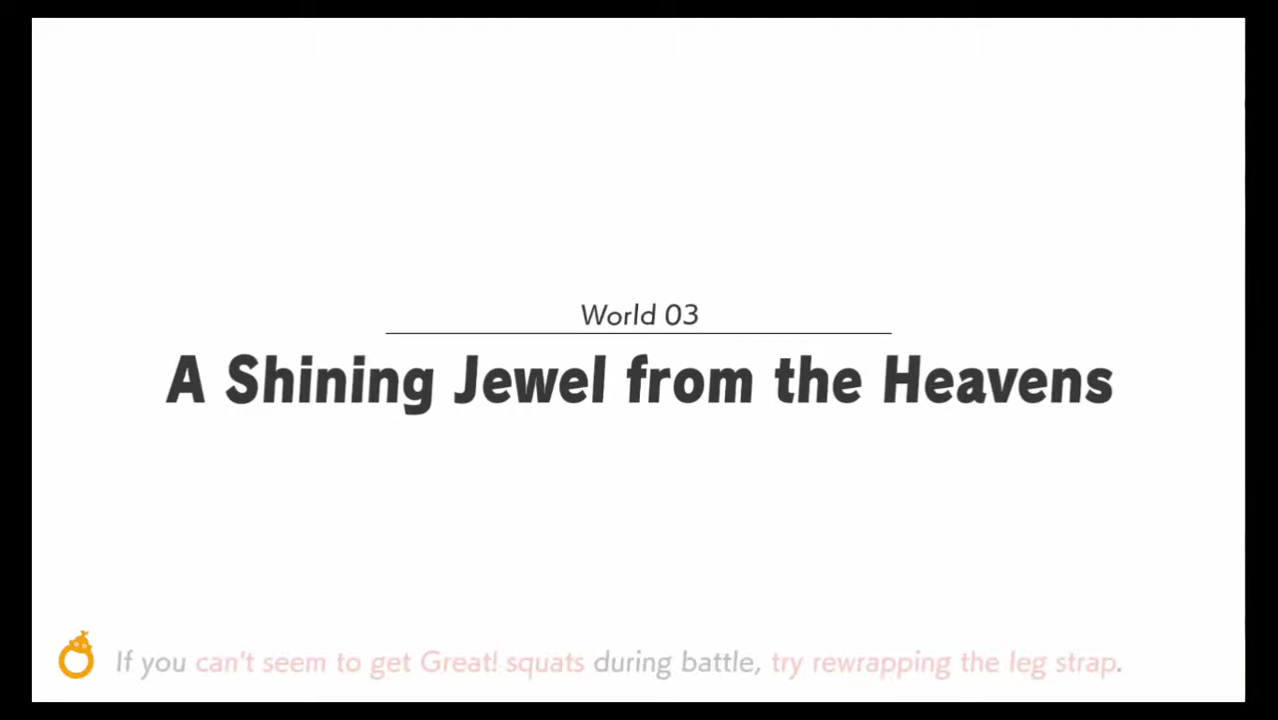 World 03
A Shining Jewel from the Heavens
If you can't seem to get Great! squats during battle, try rewrapping the leg strap.